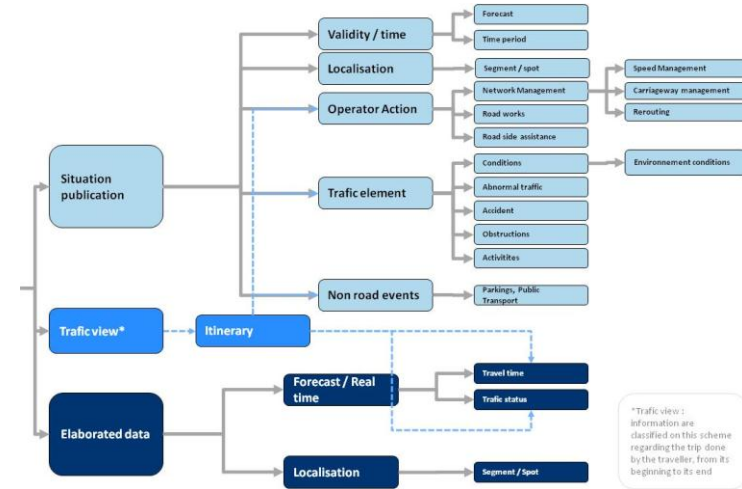 Forecast
Validity / time
Time period
Localisation
Segment / spot
Speed Management
Network Management
Carriageway management
Operator Action
Road works
Rerouting
Road side assistance
Conditions
Environnement conditions
Situation
publication
Abnormal traffic
Trafic element
Accident
Obstructions
Activitites
Non road events
Parkings, Public
Transport
Trafic view*
Itinerary
Forecast / Real
time
Travel time
Trafic status
Elaborated data
Localisation
Segment / Spot
*Trafic view :
information are
classified on this scheme
regarding the trip done
by the traveller, from its
beginning to its end